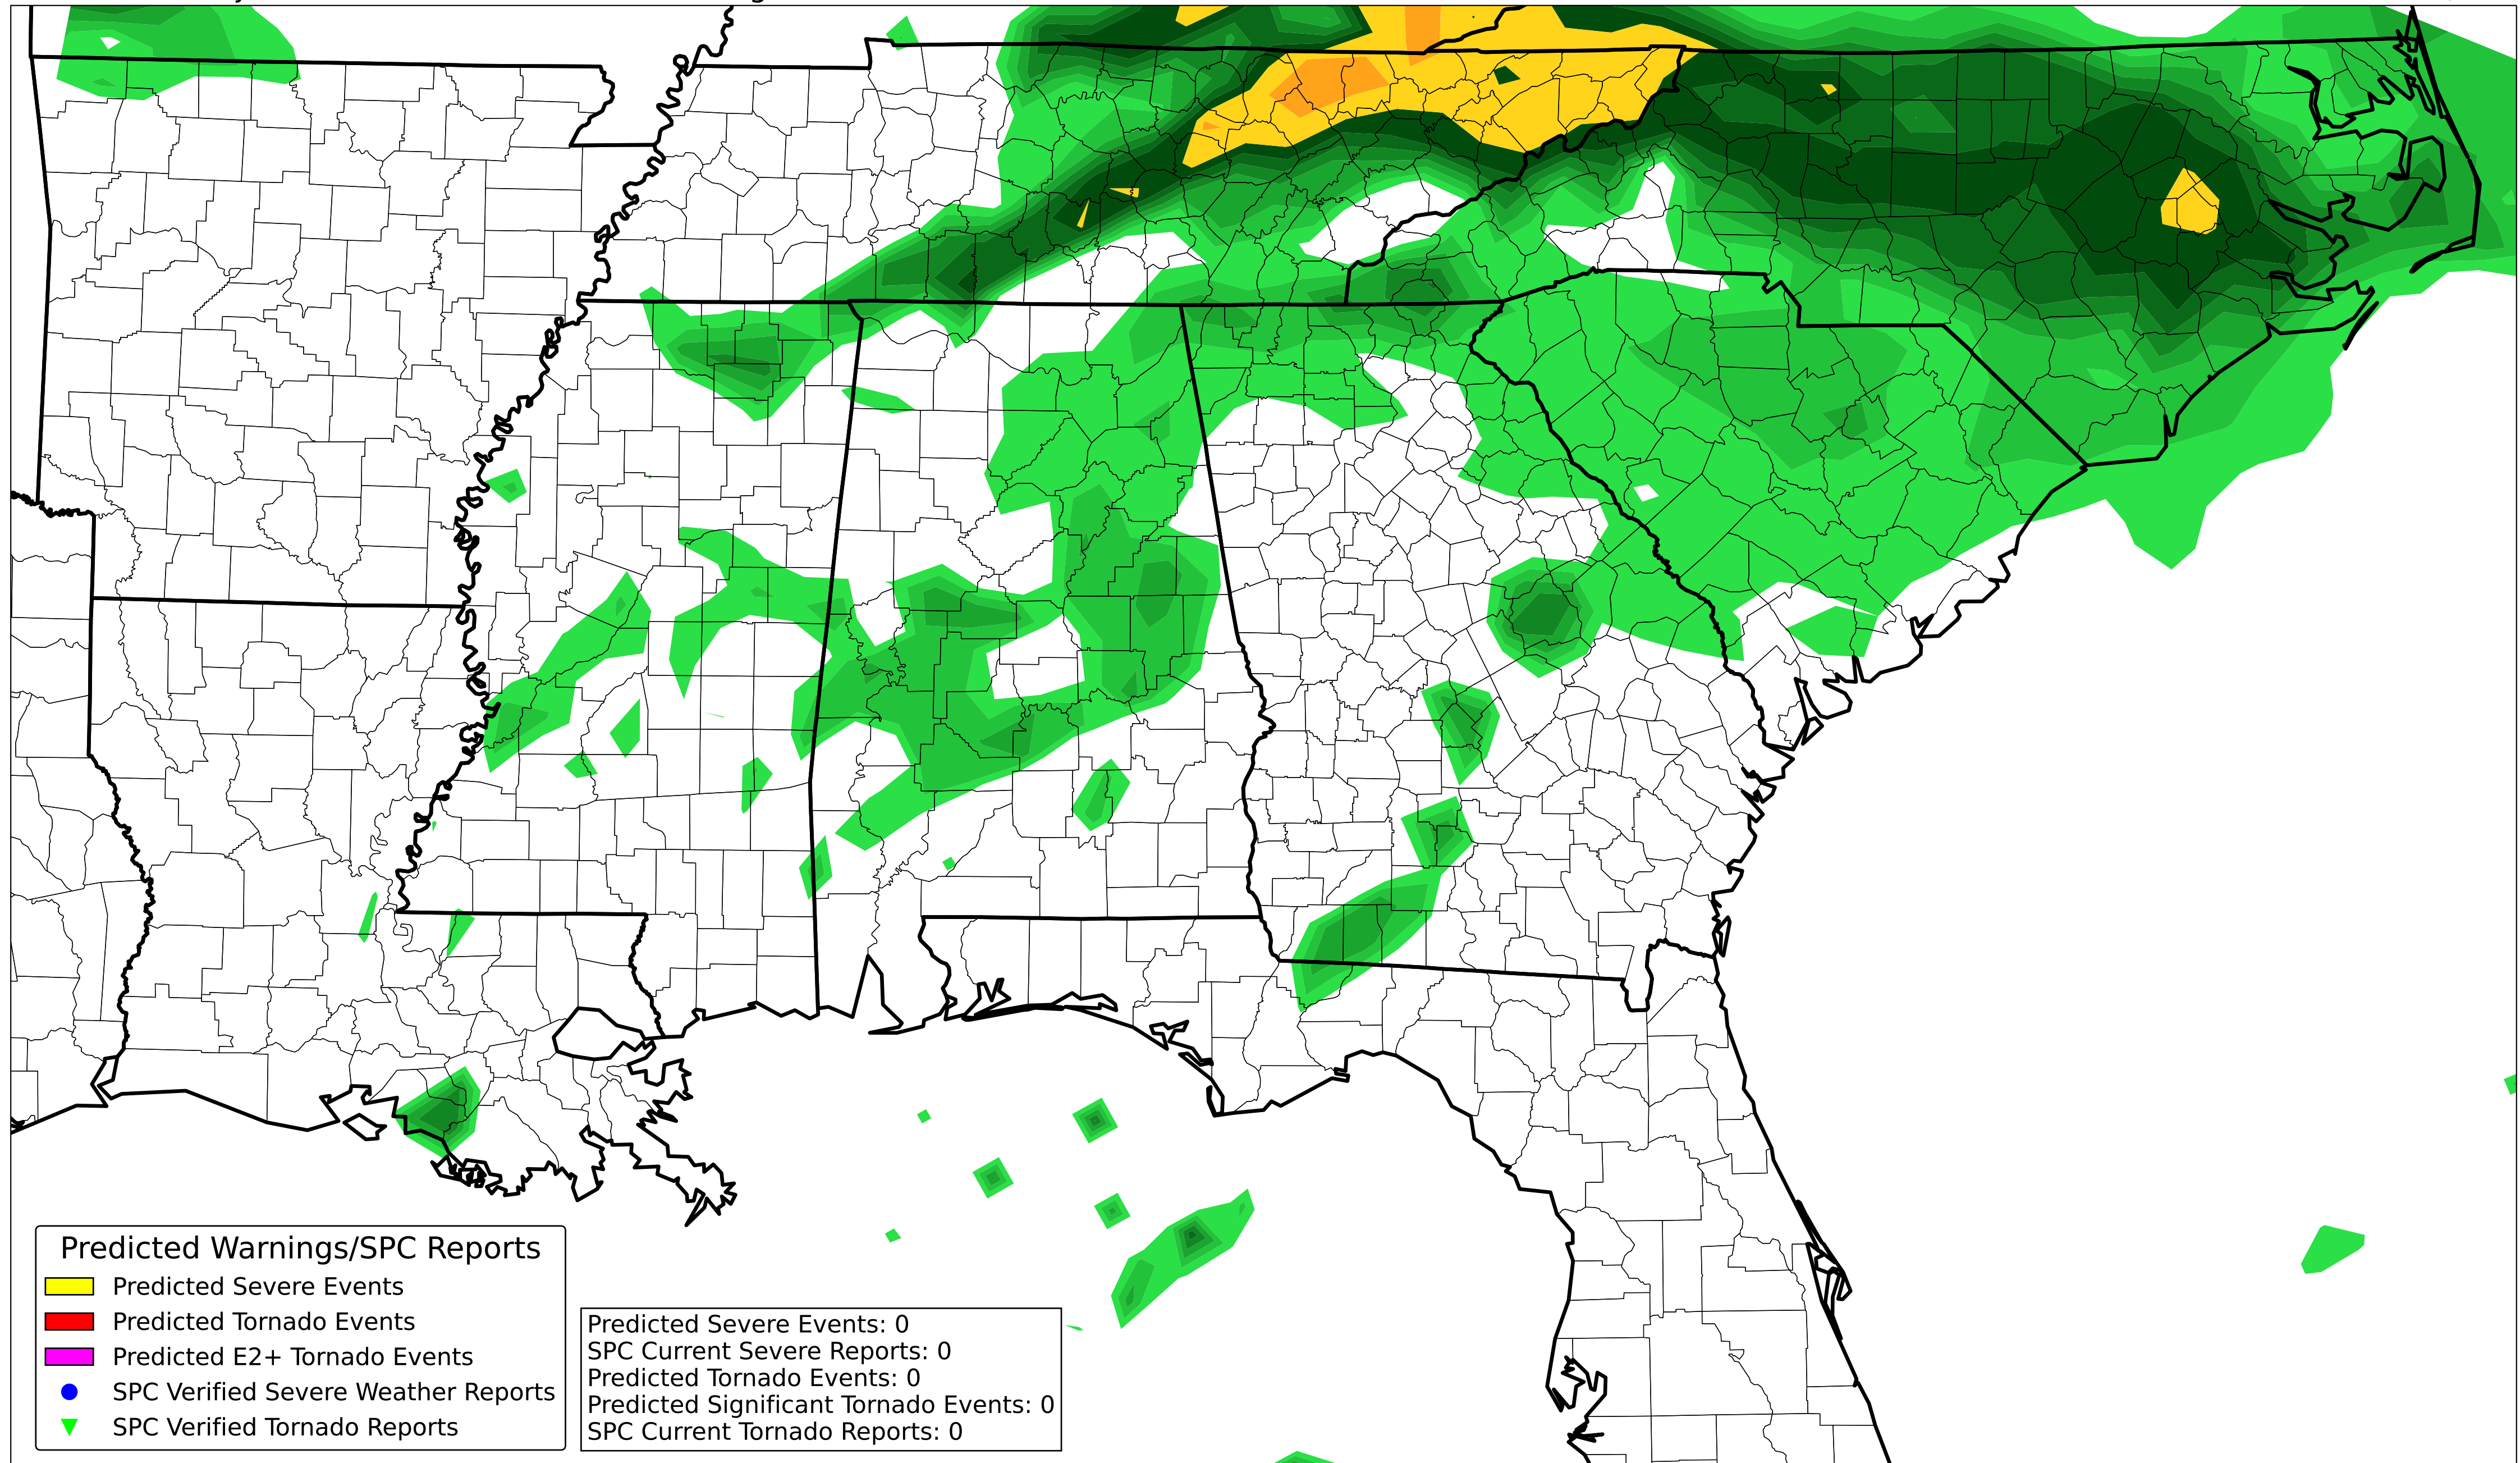 Predicted Warnings/SPC Reports
Predicted Severe Events
Predicted Tornado Events
Predicted E2+ Tornado Events
SPC Verified Severe Weather Reports
SPC Verified Tornado Reports
Predicted Severe Events: 0
SPC Current Severe Reports: 0
Predicted Tornado Events: 0
Predicted Significant Tornado Events: 0
SPC Current Tornado Reports: 0